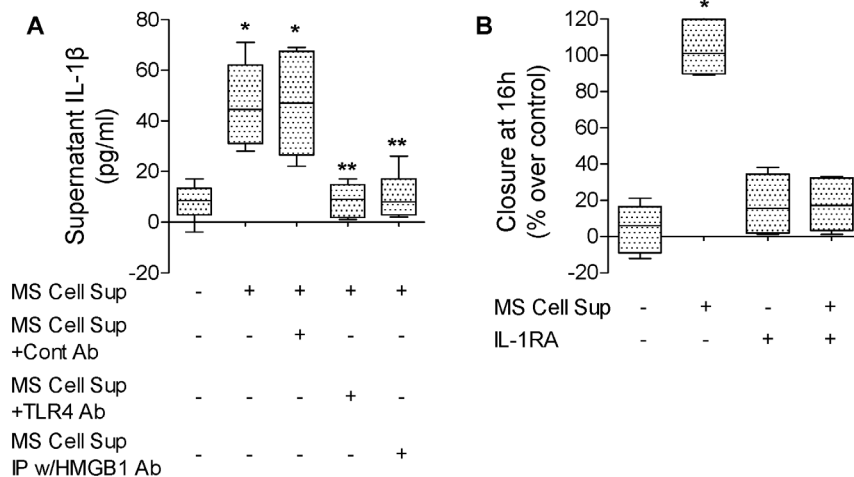 A
Supernatant IL-1β
(pg/ml)
80
60
40
20
0
-20
* * ** **
MS Cell Sup - + + + +
MS Cell Sup
+Cont Ab - - + - -
MS Cell Sup
+TLR4 Ab - - - + -
MS Cell Sup
IP w/HMGB1 Ab - - - - +
B
Closure at 16h
(% over control)
120
100
80
60
40
20
0
-20
*
MS Cell Sup - + - +
IL-1RA - - + +